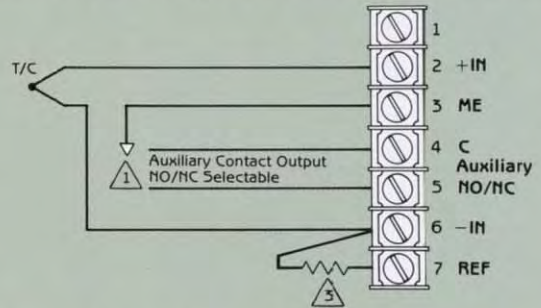 1
T/C
2 +IN
3 ME
4 C
1 Auxiliary Contact Output
NO/NC Selectable
Auxiliary
5 NO/NC
6 −IN
7 REF
3